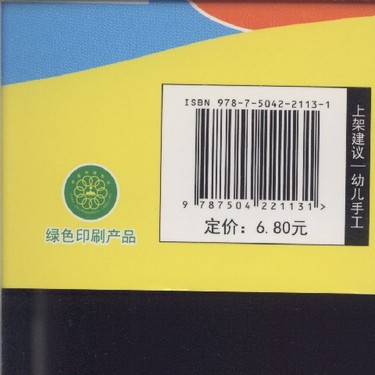 ISBN 978-7-5042-2113-1
9 787504 221131 >
定价：6.80元
上架建议 | 幼儿手工
绿色印刷产品